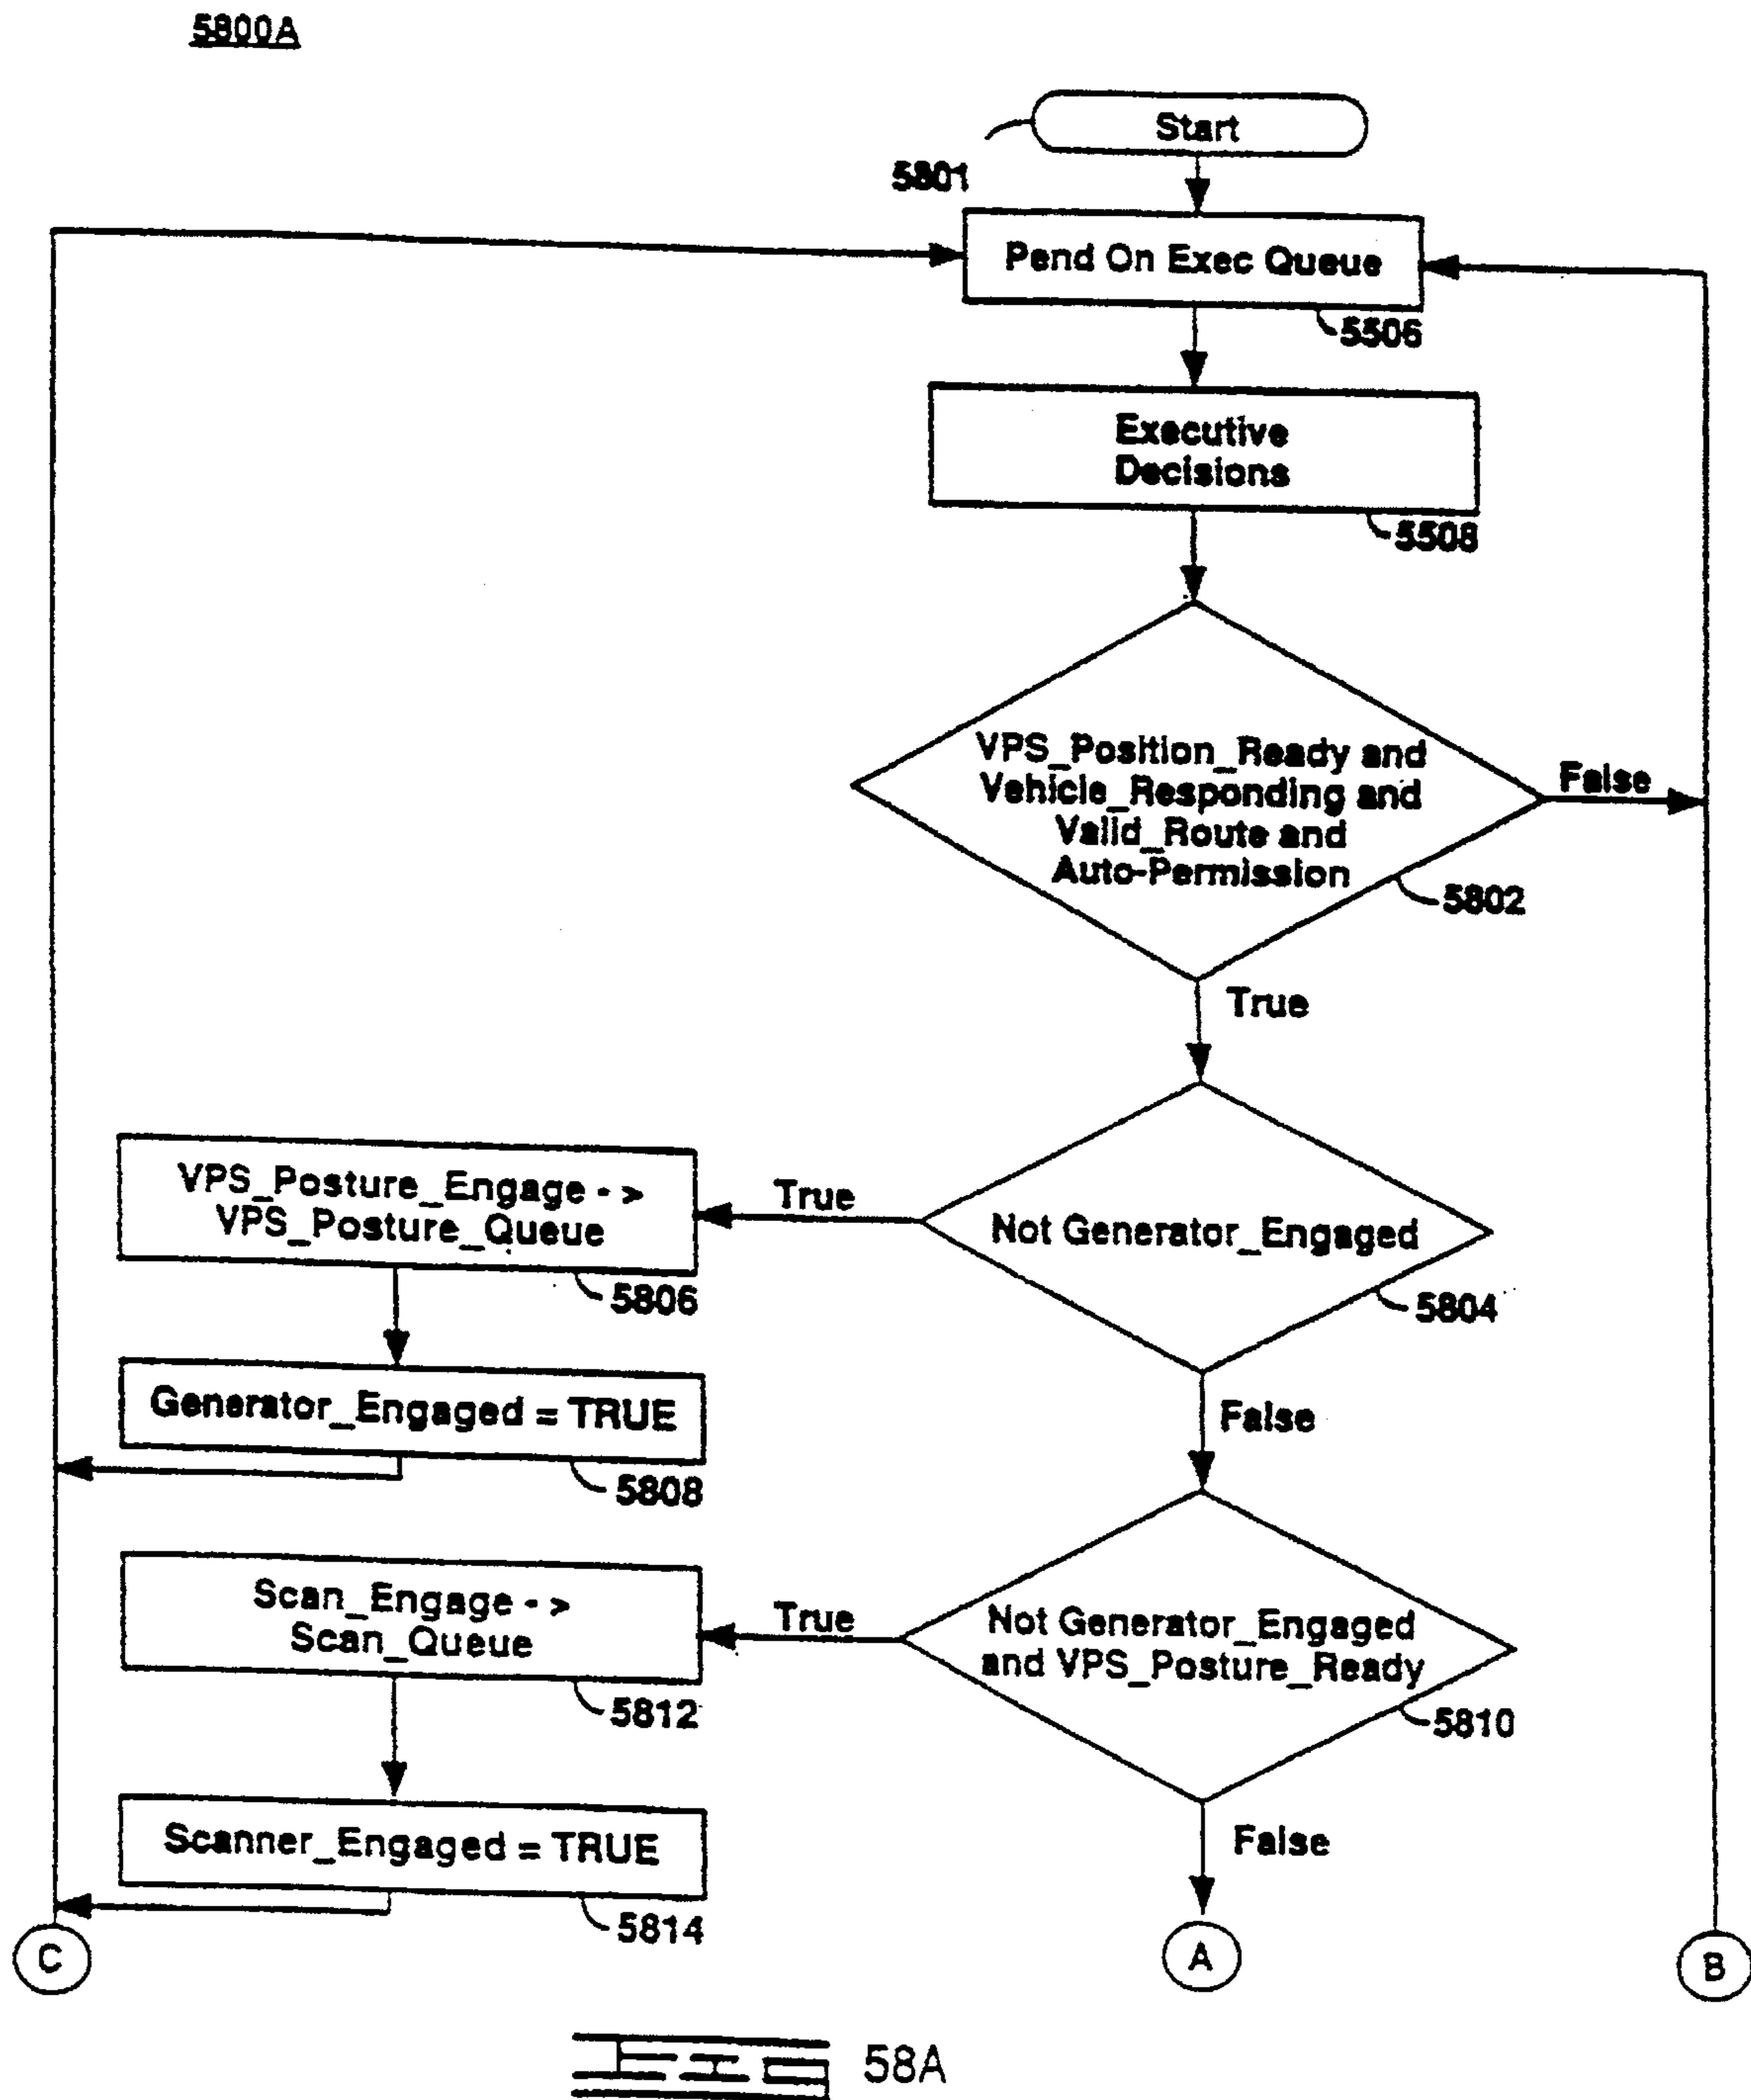 5800A
Start
5801
Pend On Exec Queue
5506
Executive
Decisions
5508
VPS_Position_Ready and
Vehicle_Responding and
Valid_Route and
Auto-Permission
False
5802
True
VPS_Posture_Engage - >
VPS_Posture_Queue
True
Not Generator_Engaged
5806
5804
Generator_Engaged = TRUE
False
5808
Scan_Engage - >
Scan_Queue
True
Not Generator_Engaged
and VPS_Posture_Ready
5812
5810
Scanner_Engaged = TRUE
False
5814
C
A
B
FIG 58A